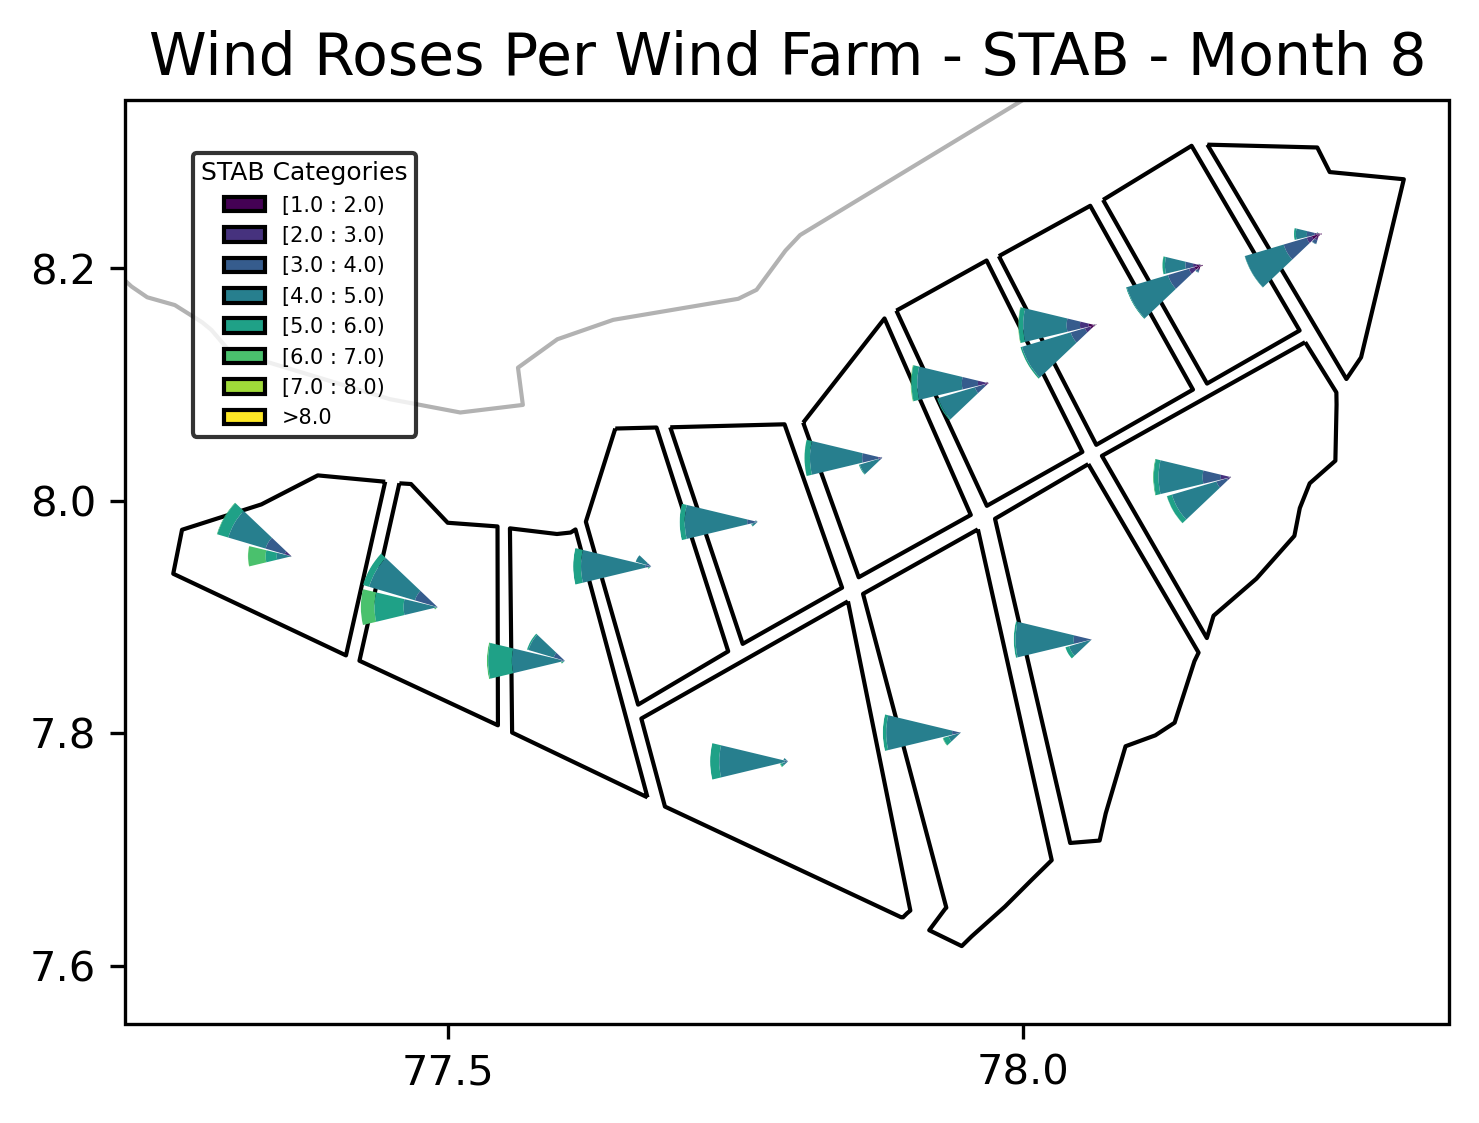 Wind Roses Per Wind Farm - STAB - Month 8
STAB Categories
[1.0 : 2.0)
[2.0 : 3.0)
[3.0 : 4.0)
[4.0 : 5.0)
[5.0 : 6.0)
[6.0 : 7.0)
[7.0 : 8.0)
>8.0
8.2
8.0
7.8
7.6
77.5
78.0